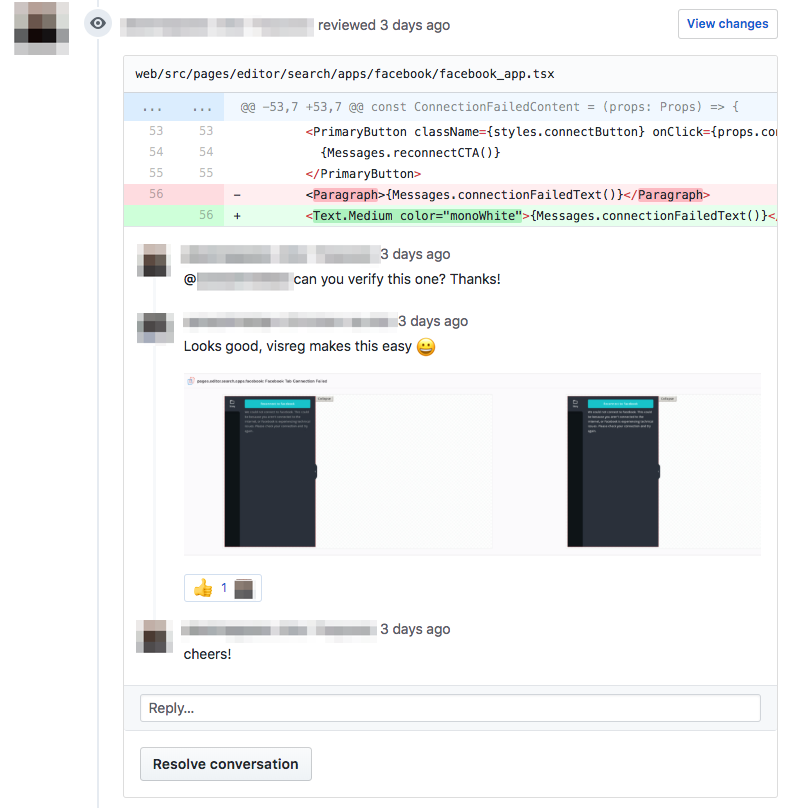 reviewed 3 days ago
View changes
web/src/pages/editor/search/apps/facebook/facebook_app.tsx
... ... @@ -53,7 +53,7 @@ const ConnectionFailedContent = (props: Props) => {
53 53 <PrimaryButton className={styles.connectButton} onClick={props.con
54 54 {Messages.reconnectCTA()}
55 55 </PrimaryButton>
56 - <Paragraph>{Messages.connectionFailedText()}</Paragraph>
56 + <Text.Medium color="monoWhite">{Messages.connectionFailedText()}</
3 days ago
@ can you verify this one? Thanks!
3 days ago
Looks good, visreg makes this easy 😀
pages.editor.search.apps.facebook: Facebook Tab Connection Failed
👍 1
3 days ago
cheers!
Reply...
Resolve conversation